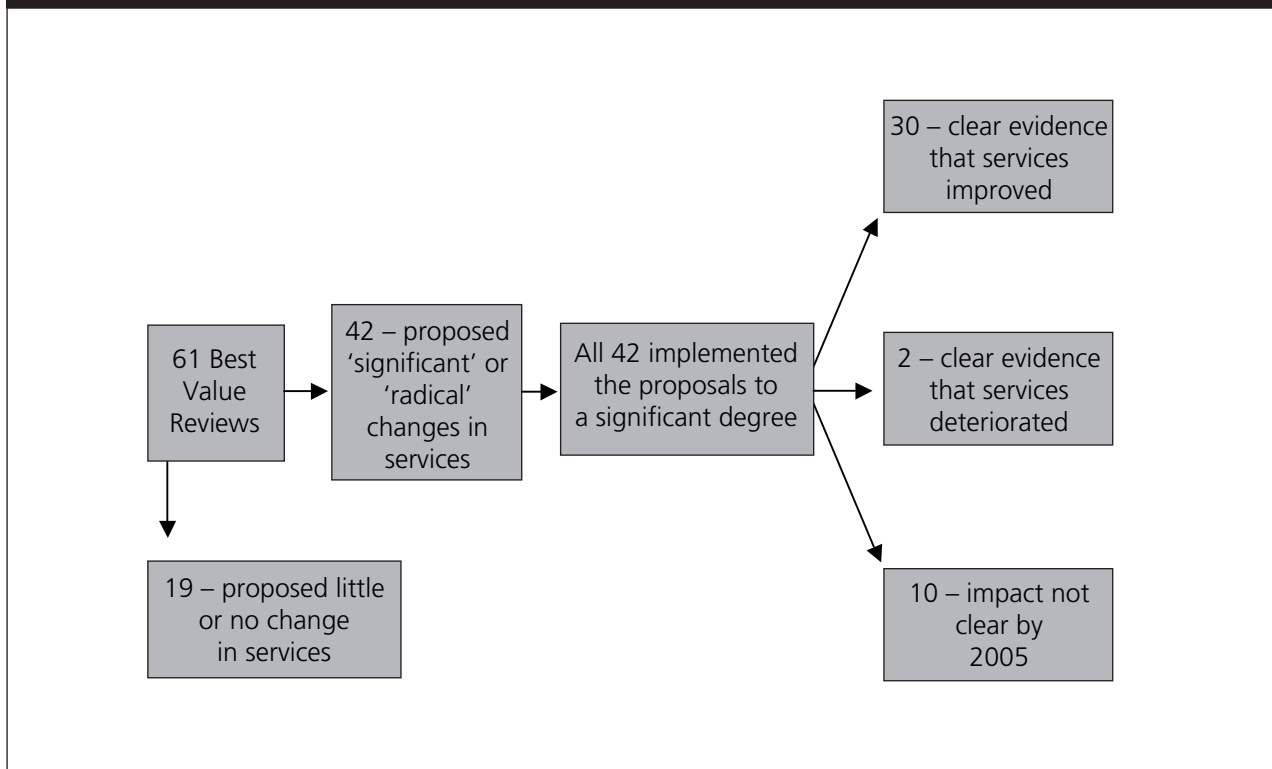 61 Best
Value
Reviews
42 – proposed
‘significant’ or
‘radical’
changes in
services
All 42 implemented
the proposals to
a significant degree
30 – clear evidence
that services
improved
2 – clear evidence
that services
deteriorated
10 – impact not
clear by
2005
19 – proposed little
or no change
in services